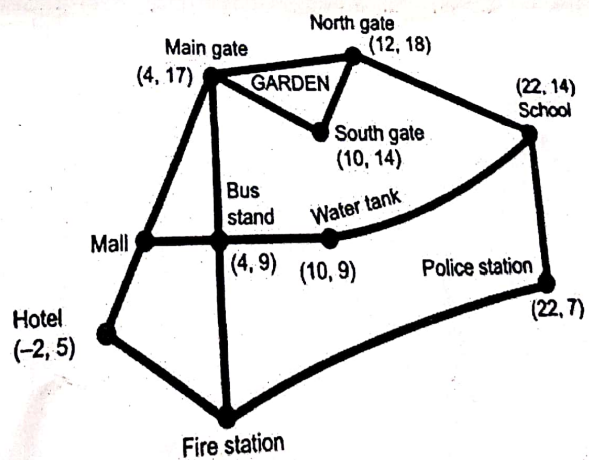 North gate
(12, 18)
Main gate
(4, 17)
GARDEN
(22, 14)
School
South gate
(10, 14)
Bus
stand
Water tank
Mall
(4, 9)
(10, 9)
Police station
(22, 7)
Hotel
(–2, 5)
Fire station